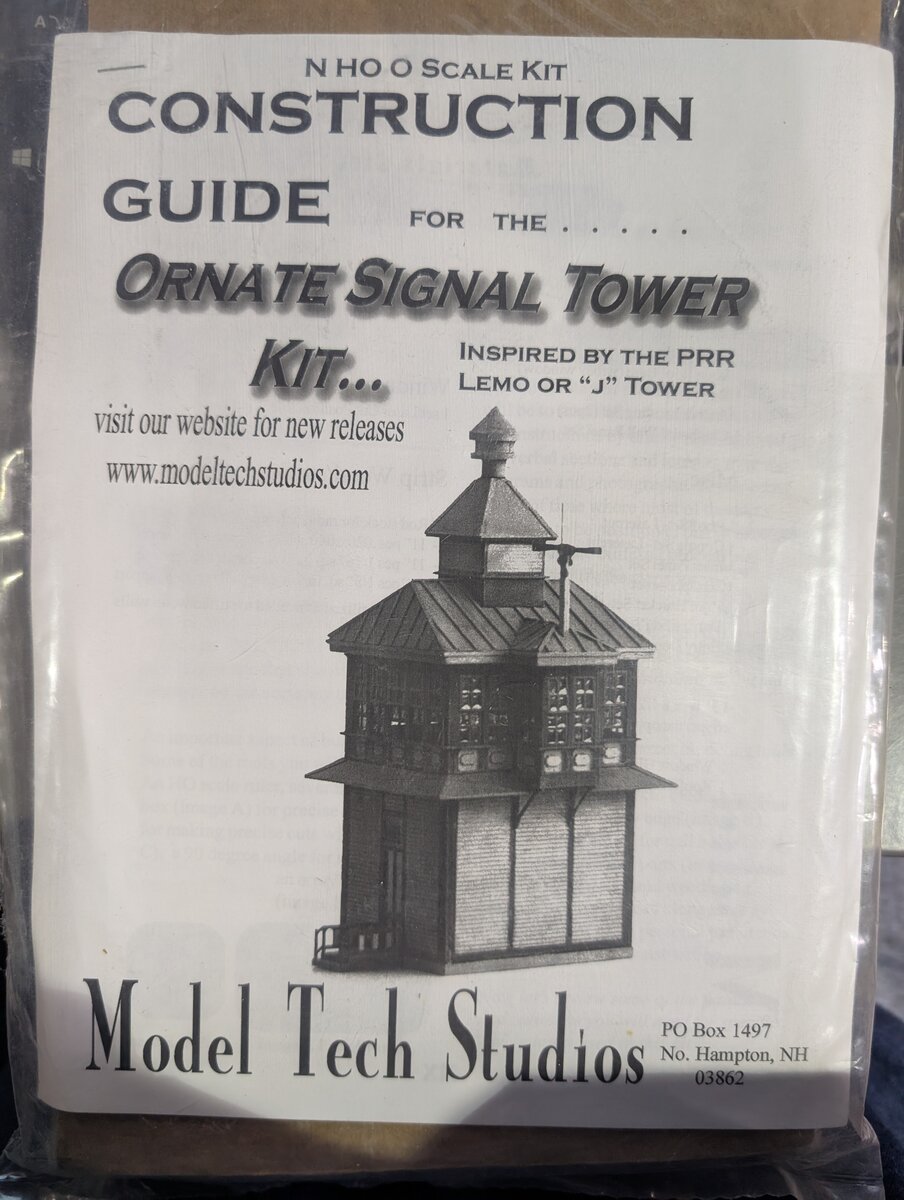 N HO O SCALE KIT
CONSTRUCTION
GUIDE FOR THE . . . . .
ORNATE SIGNAL TOWER
KIT...
INSPIRED BY THE PRR
LEMO OR "J" TOWER
visit our website for new releases
www.modeltechstudios.com
Model Tech Studios
PO Box 1497
No. Hampton, NH
03862